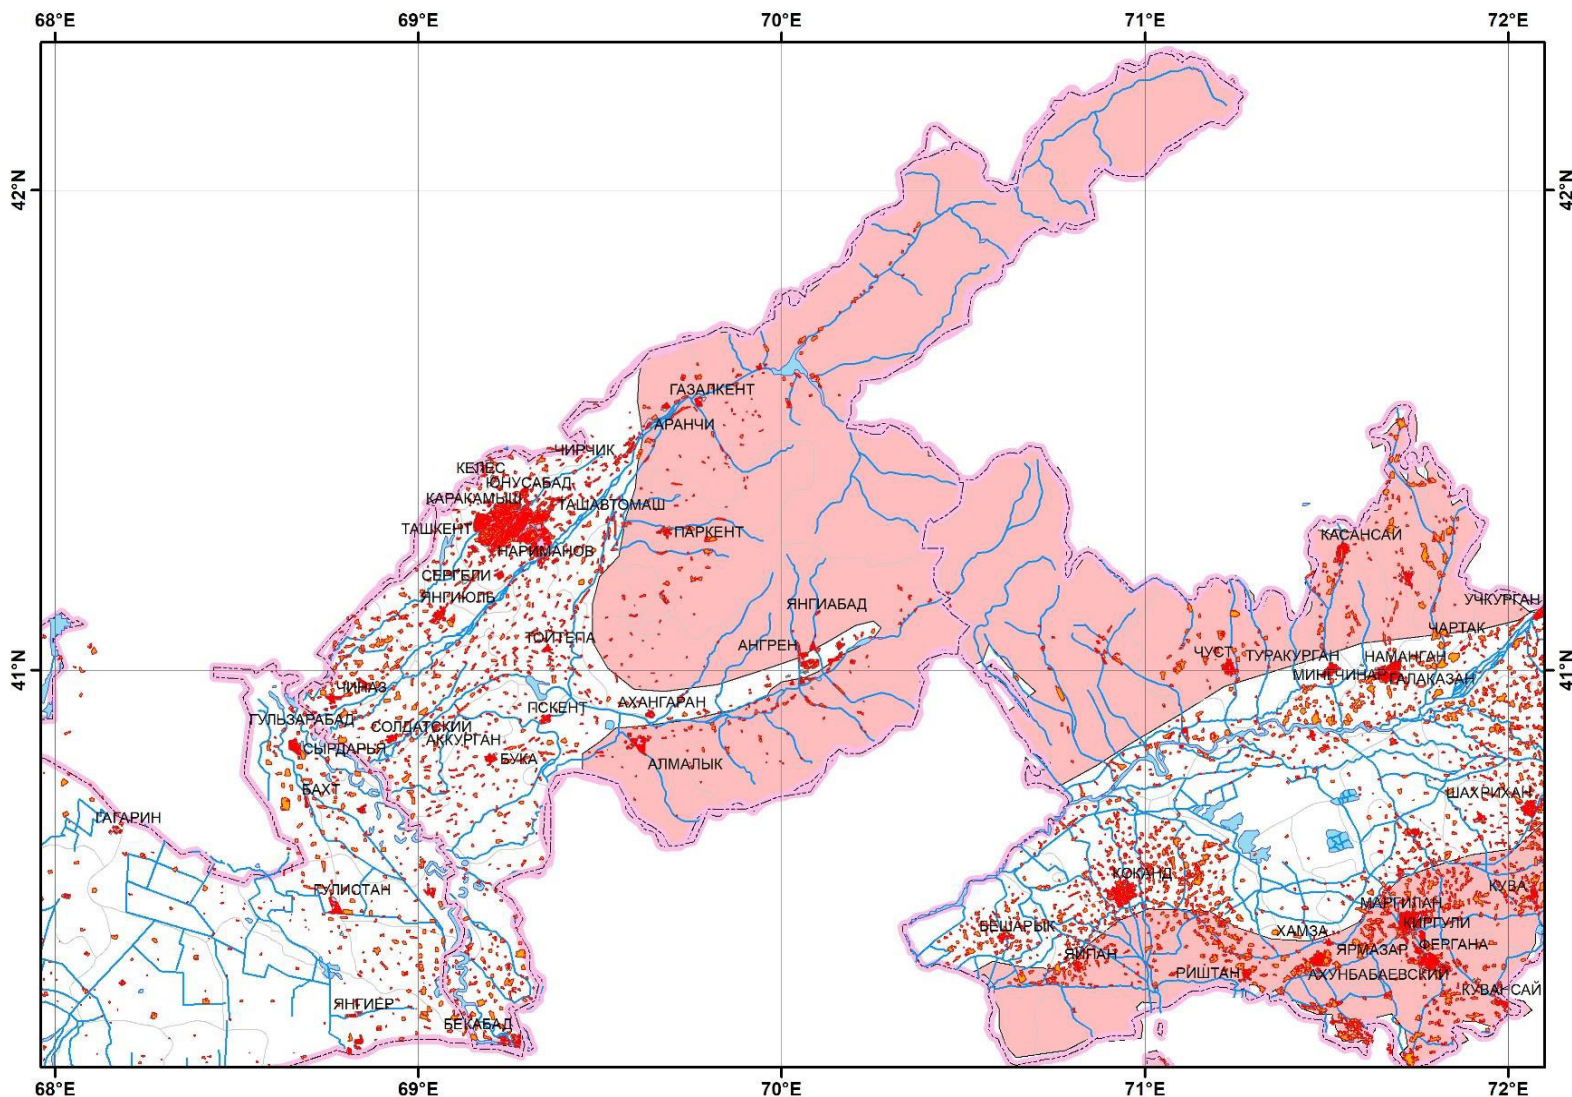 68°E
69°E
70°E
71°E
72°E
42°N
42°N
ГАЗАЛКЕНТ
АРАНЧИ
ЧИРЧИК
КЕЛЕС
ЮНУСАБАД
КАРАКАМЫШ
ТАШАВТОМАШ
ТАШКЕНТ
ПАРКЕНТ
КАСАНСАЙ
НАРИМАНОВ
СЕРГЕЛИ
ЯНГИЮЛЬ
ЯНГИАБАД
УЧКУРГАН
ТОЙТЕПА
ЧАРТАК
АНГРЕН
ЧУСТ
ТУРАКУРГАН
НАМАНГАН
41°N
41°N
МИНГЧИНАР
ГАЛАКАЗАН
ЧИНАЗ
АХАНГАРАН
ПСКЕНТ
ГУЛЬЗАРАБАД
СОЛДАТСКИЙ
АККУРГАН
СЫРДАРЬЯ
БУКА
АЛМАЛЫК
БАХТ
ШАХРИХАН
ГАГАРИН
КОКАНД
ГУЛИСТАН
КУВА
МАРГИЛАН
БЕШАРЫК
КИРГУЛИ
ХАМЗА
ФЕРГАНА
ЯРМАЗАР
ЯЙПАН
РИШТАН
АХУНБАБАЕВСКИЙ
КУВАСАЙ
ЯНГИЕР
БЕКАБАД
68°E
69°E
70°E
71°E
72°E